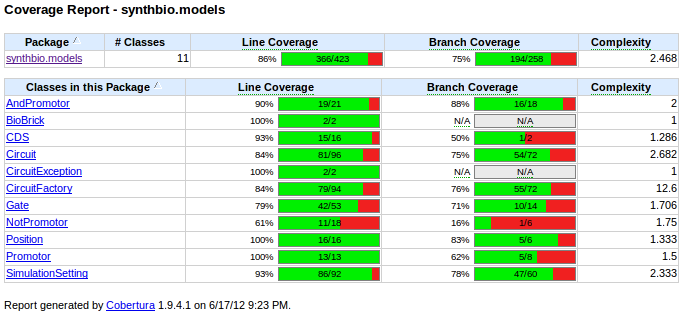 Coverage Report - synthbio.models
Package # Classes Line Coverage Branch Coverage Complexity
synthbio.models 11 86% 366/423 75% 194/258 2.468
Classes in this Package Line Coverage Branch Coverage Complexity
AndPromotor 90% 19/21 88% 16/18 2
BioBrick 100% 2/2 N/A N/A 1
CDS 93% 15/16 50% 1/2 1.286
Circuit 84% 81/96 75% 54/72 2.682
CircuitException 100% 2/2 N/A N/A 1
CircuitFactory 84% 79/94 76% 55/72 12.6
Gate 79% 42/53 71% 10/14 1.706
NotPromotor 61% 11/18 16% 1/6 1.75
Position 100% 16/16 83% 5/6 1.333
Promotor 100% 13/13 62% 5/8 1.5
SimulationSetting 93% 86/92 78% 47/60 2.333
Report generated by Cobertura 1.9.4.1 on 6/17/12 9:23 PM.